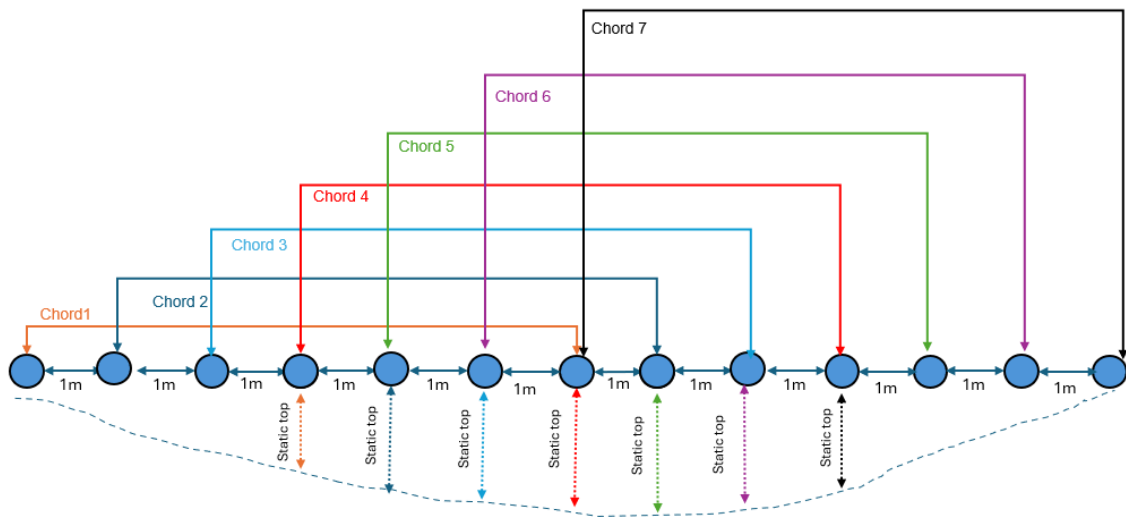 Chord 7
Chord 6
Chord 5
Chord 4
Chord 3
Chord 2
Chord1
1m
1m
1m
1m
1m
1m
1m
1m
1m
1m
1m
1m
Static top
Static top
Static top
Static top
Static top
Static top
Static top